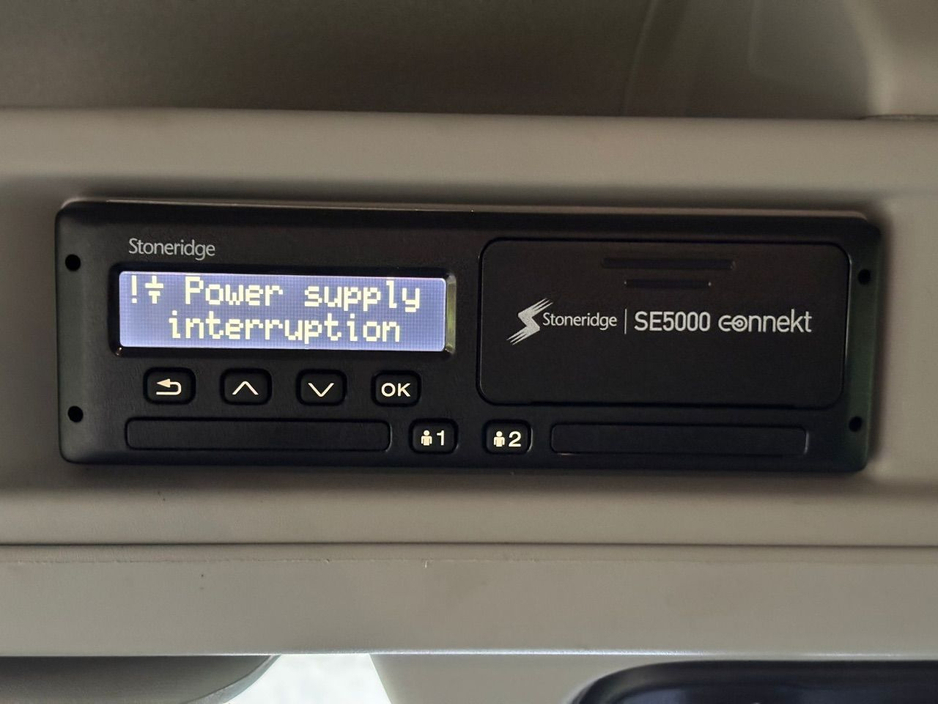 Stoneridge
! Power supply
interruption
Stoneridge | SE5000 connekt
OK
1
2